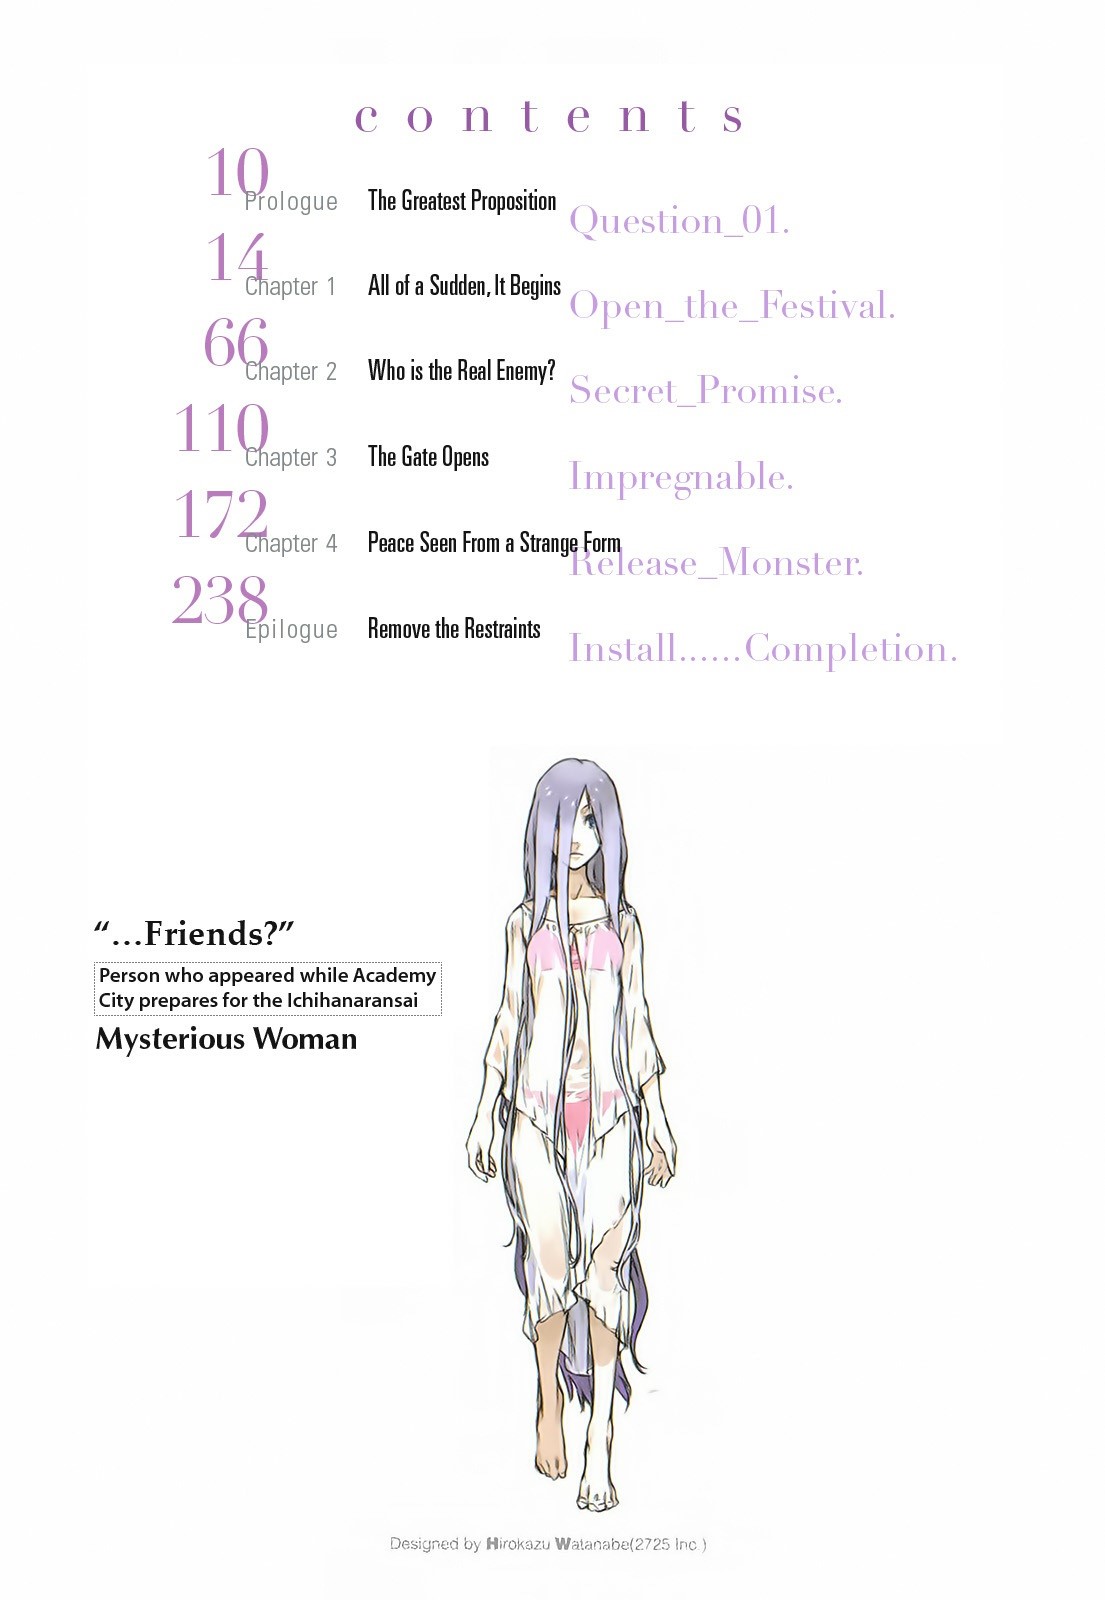 contents
10
Prologue The Greatest Proposition
Question_01.
14
Chapter 1 All of a Sudden, It Begins
Open_the_Festival.
66
Chapter 2 Who is the Real Enemy?
Secret_Promise.
110
Chapter 3 The Gate Opens
Impregnable.
172
Chapter 4 Peace Seen From a Strange Form
Release_Monster.
238
Epilogue Remove the Restraints
Install......Completion.
“…Friends?”
Person who appeared while Academy
City prepares for the Ichihanaransai
Mysterious Woman
Designed by Hirokazu Watanabe(2725 Inc.)